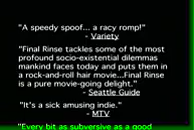 "A speedy spoof... a racy romp!"
- Variety
"Final Rinse tackles some of the most
profound socio-existential dilemmas
mankind faces today and puts them in
a rock-and-roll hair movie...Final Rinse
is a pure movie-going delight."
- Seattle Guide
"It's a sick amusing indie."
- MTV
"Every bit as subversive as a good